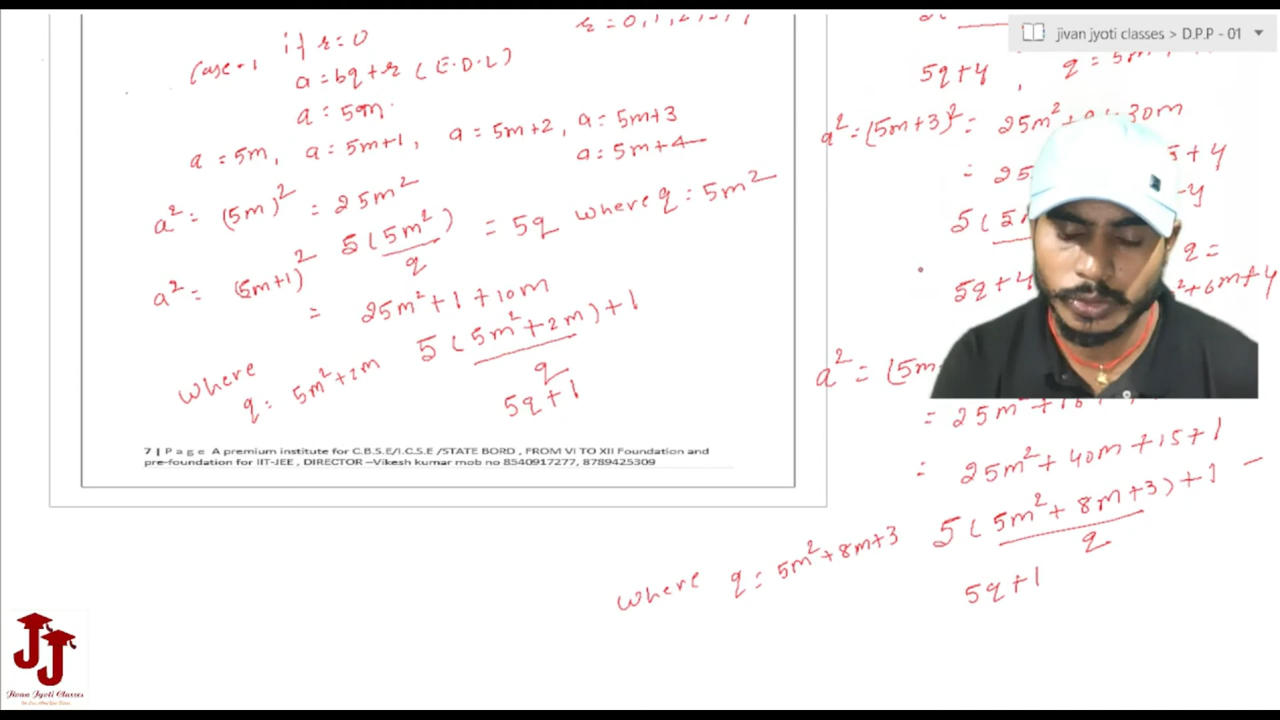 jivan jyoti classes > D.P.P - 01
Case - 1
if r = 0
a = bq + r (E.D.L)
a = 5m
a = 5m, a = 5m+1, a = 5m+2, a = 5m+3
a = 5m+4
a² = (5m)² = 25m²
5(5m²) = 5q where q = 5m²
q
a² = (5m+1)²
= 25m² + 1 + 10m
5(5m² + 2m) + 1
q
where q = 5m² + 2m
5q + 1
7 | P a g e A premium institute for C.B.S.E/I.C.S.E /STATE BORD , FROM VI TO XII Foundation and
pre-foundation for IIT-JEE , DIRECTOR –Vikesh kumar mob no 8540917277, 8789425309
5q + 4 ,
a² = (5m+3)² = 25m² + 30m
5q + 4
q =
+6m+4
a² = (5m
= 25m² +
= 25m² + 40m + 15 + 1
5(5m² + 8m + 3) + 1
q
where q = 5m² + 8m + 3
5q + 1
JJ
Jivan Jyoti Classes